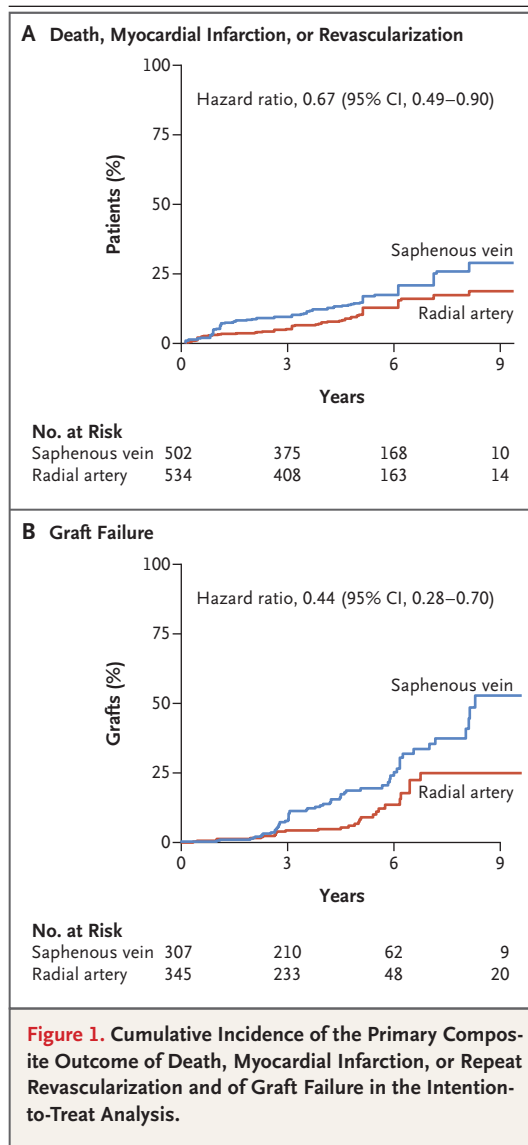 A Death, Myocardial Infarction, or Revascularization
100
75
50
25
0
Patients (%)
Hazard ratio, 0.67 (95% CI, 0.49–0.90)
Saphenous vein
Radial artery
0 3 6 9
Years
No. at Risk
Saphenous vein 502 375 168 10
Radial artery 534 408 163 14
B Graft Failure
100
75
50
25
0
Grafts (%)
Hazard ratio, 0.44 (95% CI, 0.28–0.70)
Saphenous vein
Radial artery
0 3 6 9
Years
No. at Risk
Saphenous vein 307 210 62 9
Radial artery 345 233 48 20
Figure 1. Cumulative Incidence of the Primary Compos-
ite Outcome of Death, Myocardial Infarction, or Repeat
Revascularization and of Graft Failure in the Intention-
to-Treat Analysis.